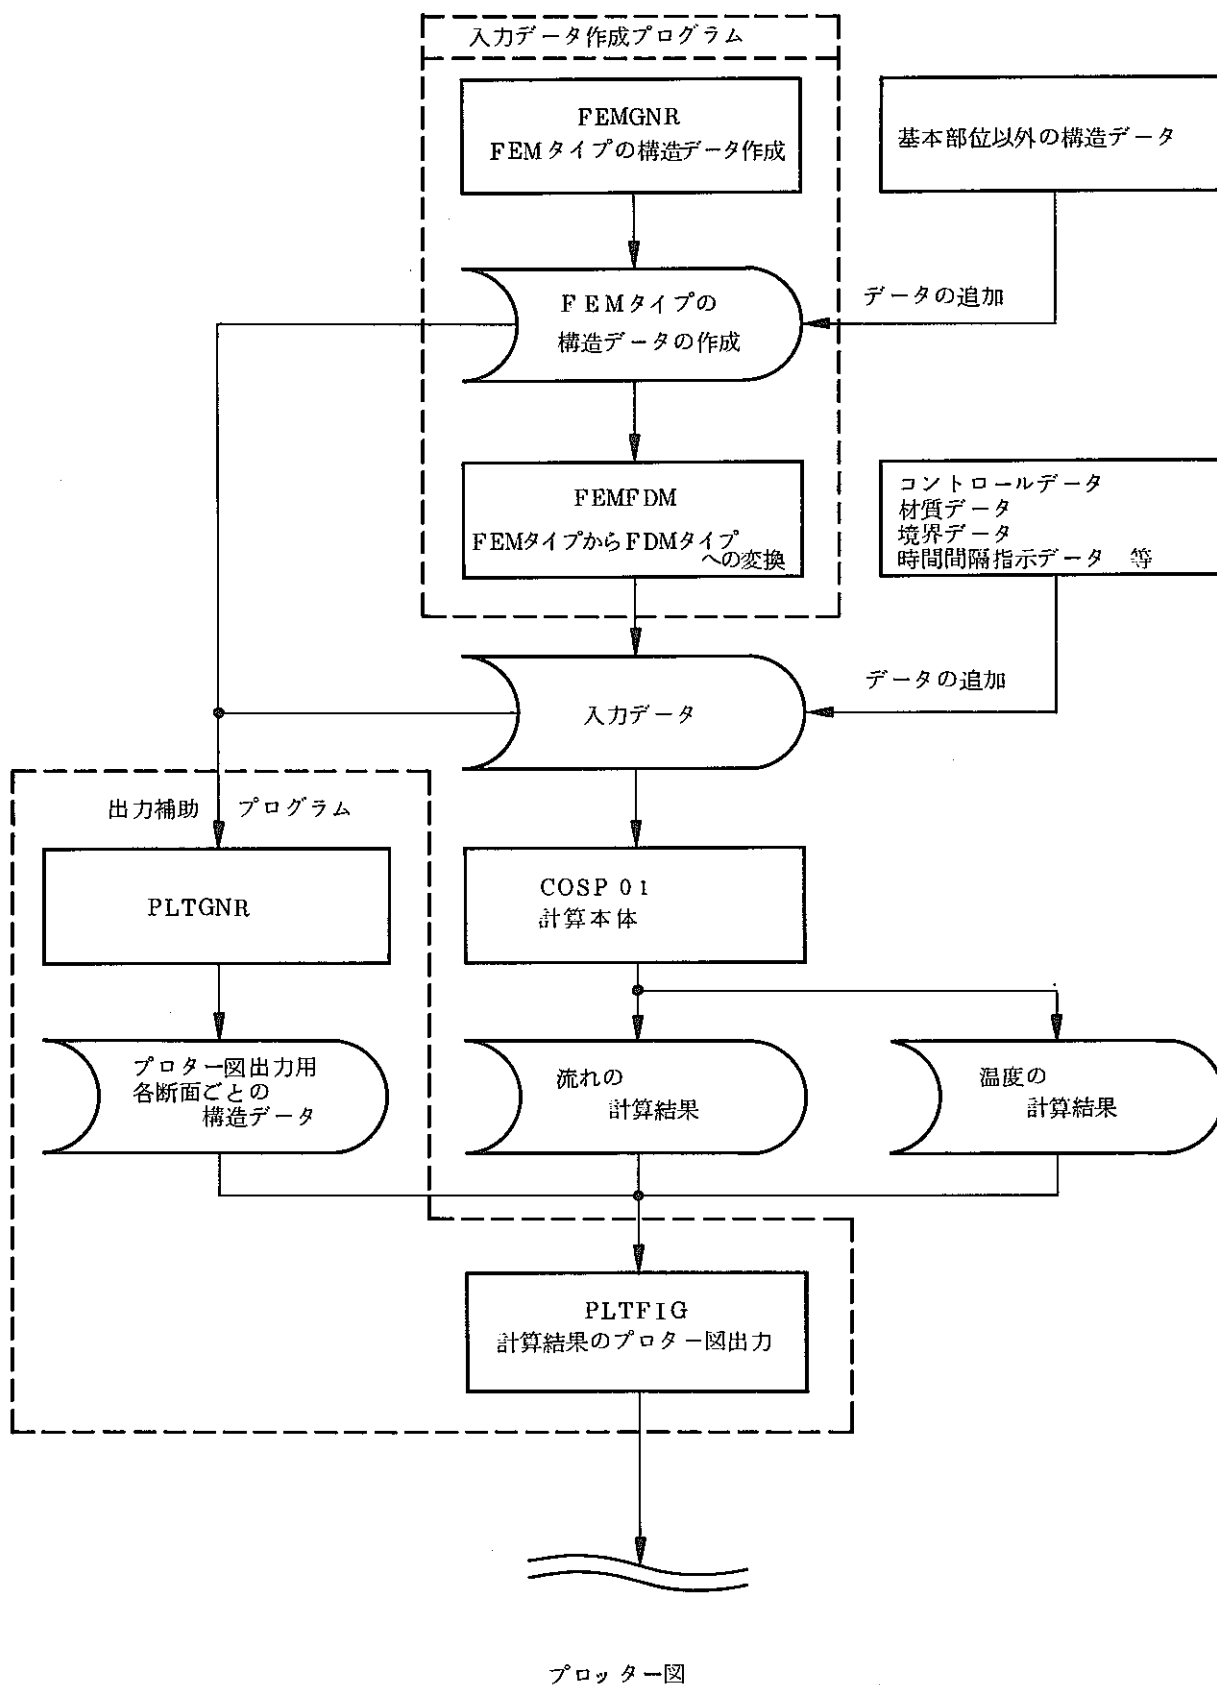 入力データ作成プログラム
FEMGNR
FEMタイプの構造データ作成
基本部位以外の構造データ
FEMタイプの
構造データの作成
データの追加
FEMFDM
FEMタイプからFDMタイプ
への変換
コントロールデータ
材質データ
境界データ
時間間隔指示データ 等
データの追加
入力データ
出力補助 プログラム
PLTGNR
COSP 01
計算本体
プロター図出力用
各断面ごとの
構造データ
流れの
計算結果
温度の
計算結果
PLTFIG
計算結果のプロター図出力
プロッター図